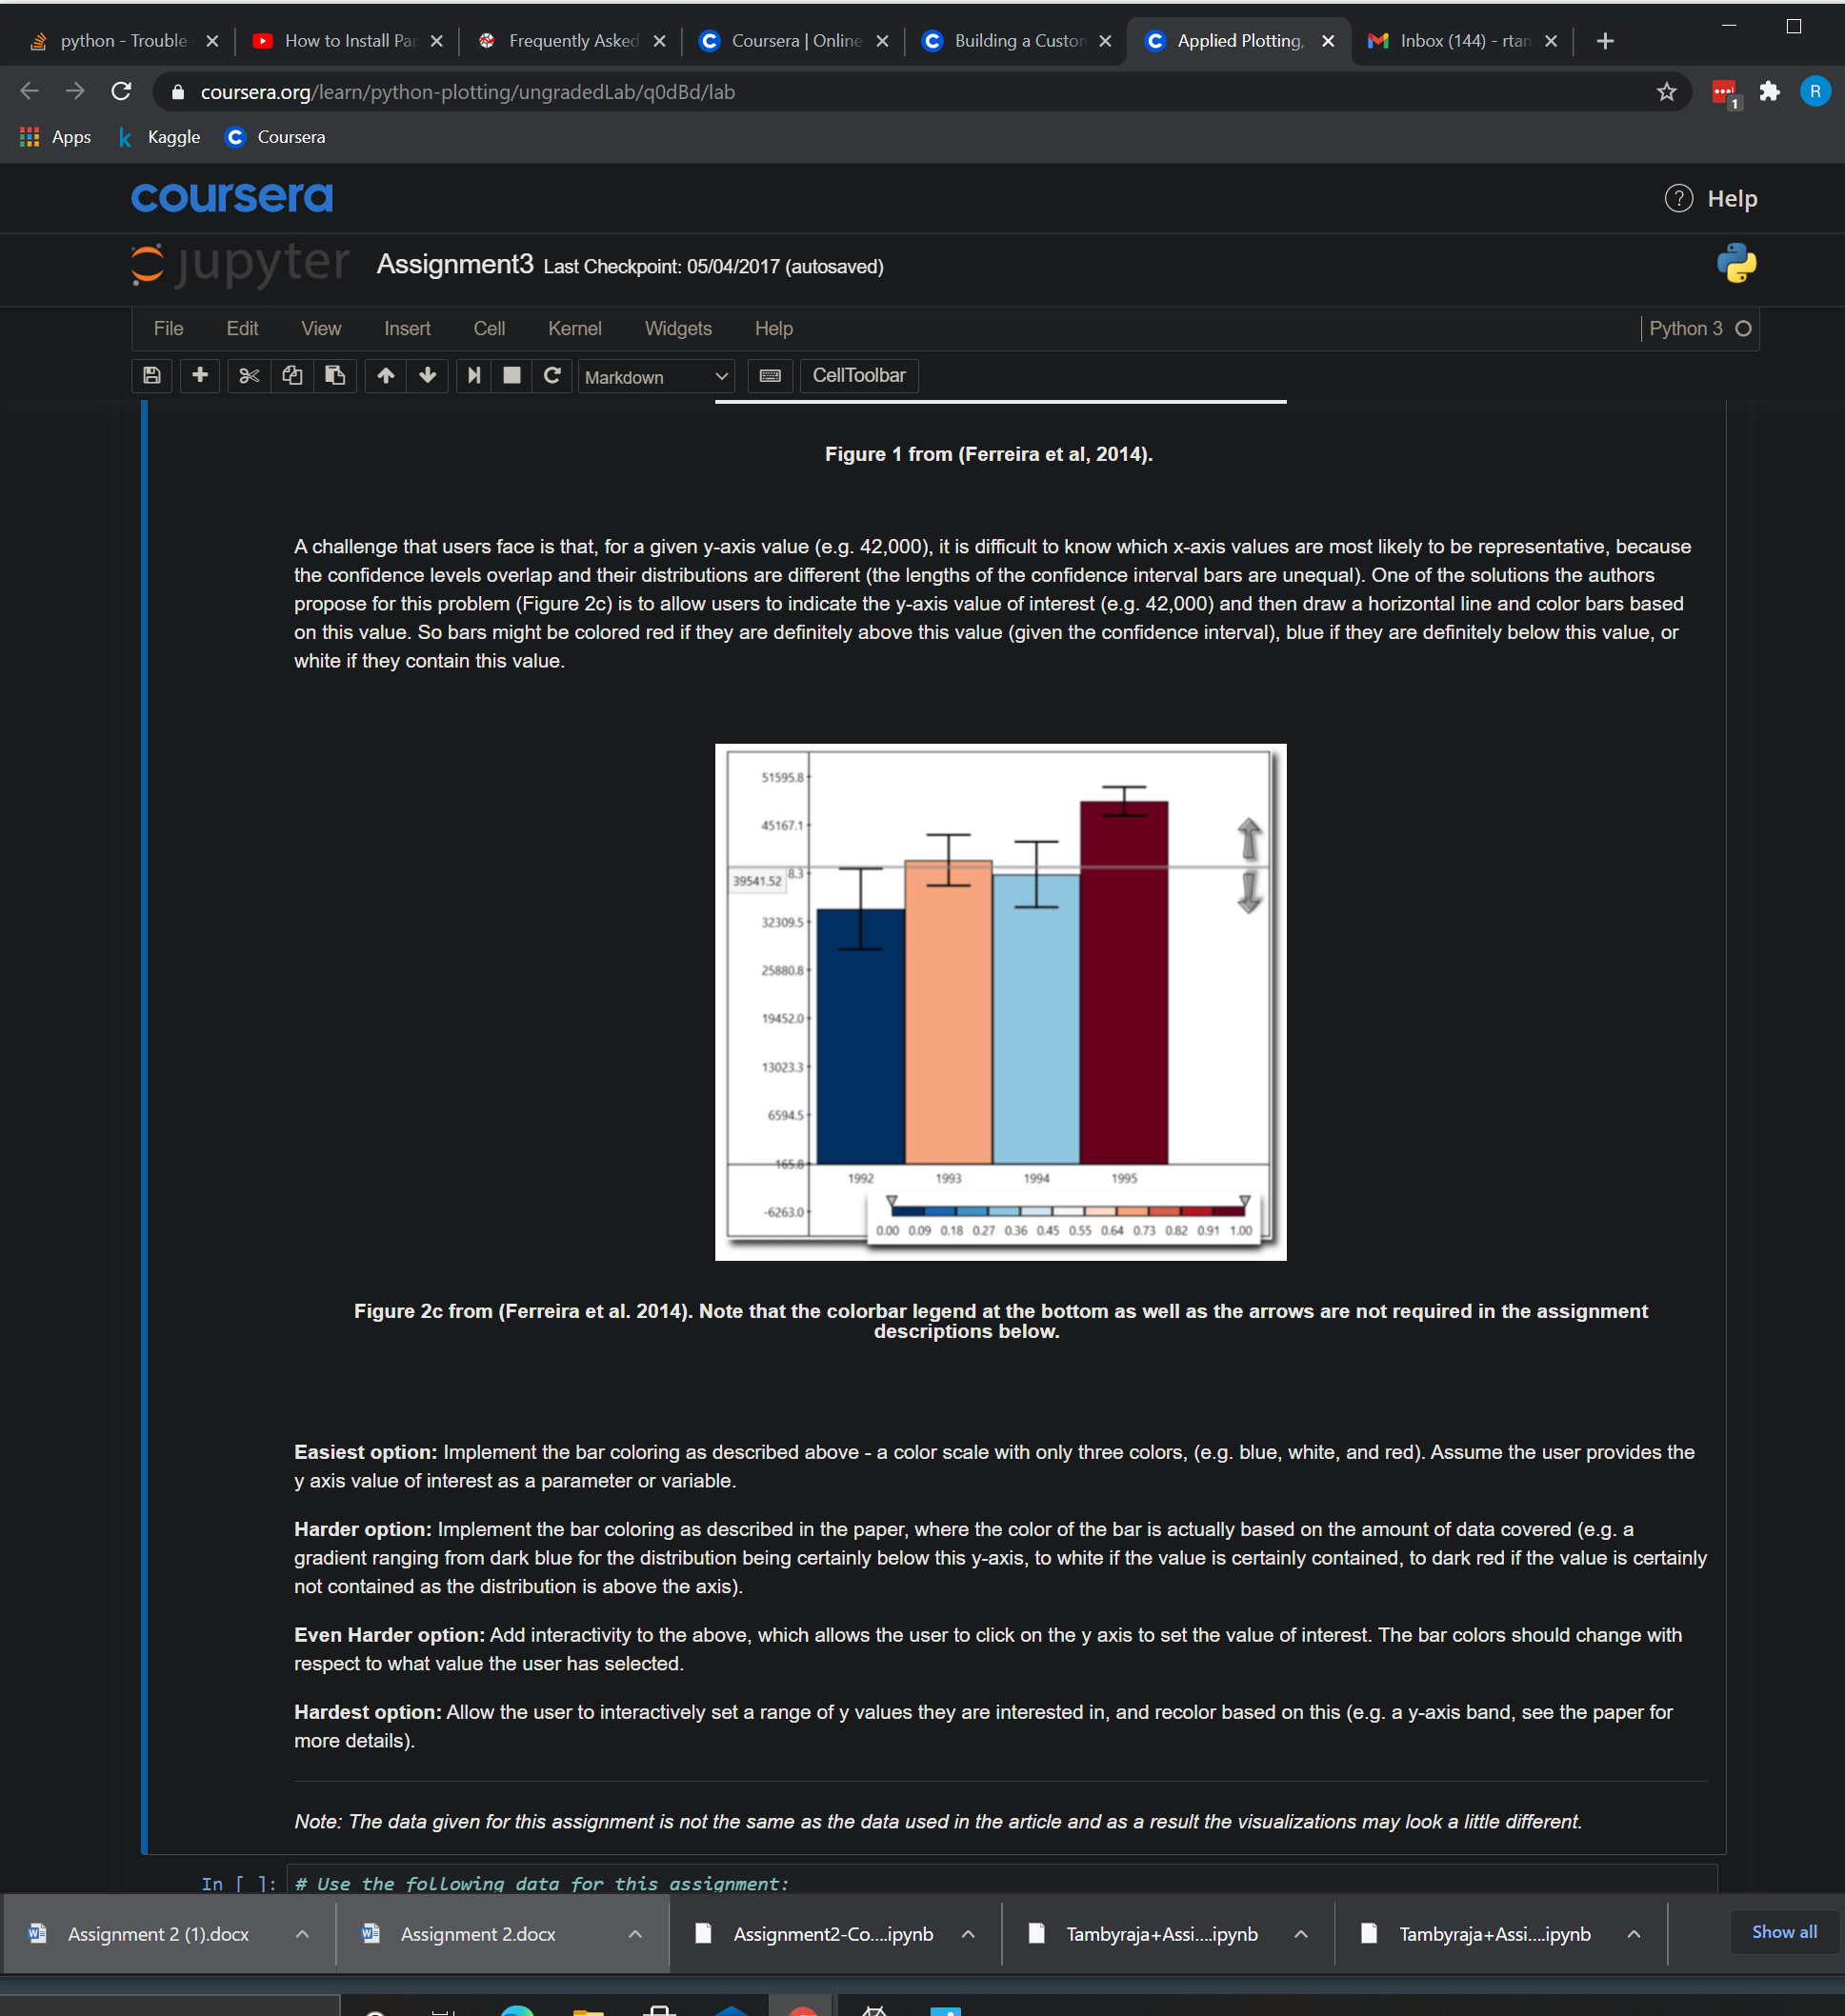 python - Trouble
How to Install Par
Frequently Asked
Coursera | Online
Building a Custom
Applied Plotting,
Inbox (144) - rtam
coursera.org/learn/python-plotting/ungradedLab/q0dBd/lab
1
R
Apps
Kaggle
Coursera
coursera
Help
jupyter
Assignment3 Last Checkpoint: 05/04/2017 (autosaved)
File Edit View Insert Cell Kernel Widgets Help
Python 3
Markdown
CellToolbar
Figure 1 from (Ferreira et al, 2014).
A challenge that users face is that, for a given y-axis value (e.g. 42,000), it is difficult to know which x-axis values are most likely to be representative, because
the confidence levels overlap and their distributions are different (the lengths of the confidence interval bars are unequal). One of the solutions the authors
propose for this problem (Figure 2c) is to allow users to indicate the y-axis value of interest (e.g. 42,000) and then draw a horizontal line and color bars based
on this value. So bars might be colored red if they are definitely above this value (given the confidence interval), blue if they are definitely below this value, or
white if they contain this value.
51595.8
45167.1
8.3
39541.52
32309.5
25880.8
19452.0
13023.3
6594.5
165.8
1992 1993 1994 1995
-6263.0
0.00 0.09 0.18 0.27 0.36 0.45 0.55 0.64 0.73 0.82 0.91 1.00
Figure 2c from (Ferreira et al. 2014). Note that the colorbar legend at the bottom as well as the arrows are not required in the assignment
descriptions below.
Easiest option: Implement the bar coloring as described above - a color scale with only three colors, (e.g. blue, white, and red). Assume the user provides the
y axis value of interest as a parameter or variable.
Harder option: Implement the bar coloring as described in the paper, where the color of the bar is actually based on the amount of data covered (e.g. a
gradient ranging from dark blue for the distribution being certainly below this y-axis, to white if the value is certainly contained, to dark red if the value is certainly
not contained as the distribution is above the axis).
Even Harder option: Add interactivity to the above, which allows the user to click on the y axis to set the value of interest. The bar colors should change with
respect to what value the user has selected.
Hardest option: Allow the user to interactively set a range of y values they are interested in, and recolor based on this (e.g. a y-axis band, see the paper for
more details).
Note: The data given for this assignment is not the same as the data used in the article and as a result the visualizations may look a little different.
In [ ]: # Use the following data for this assignment:
Assignment 2 (1).docx
Assignment 2.docx
Assignment2-Co....ipynb
Tambyraja+Assi....ipynb
Tambyraja+Assi....ipynb
Show all